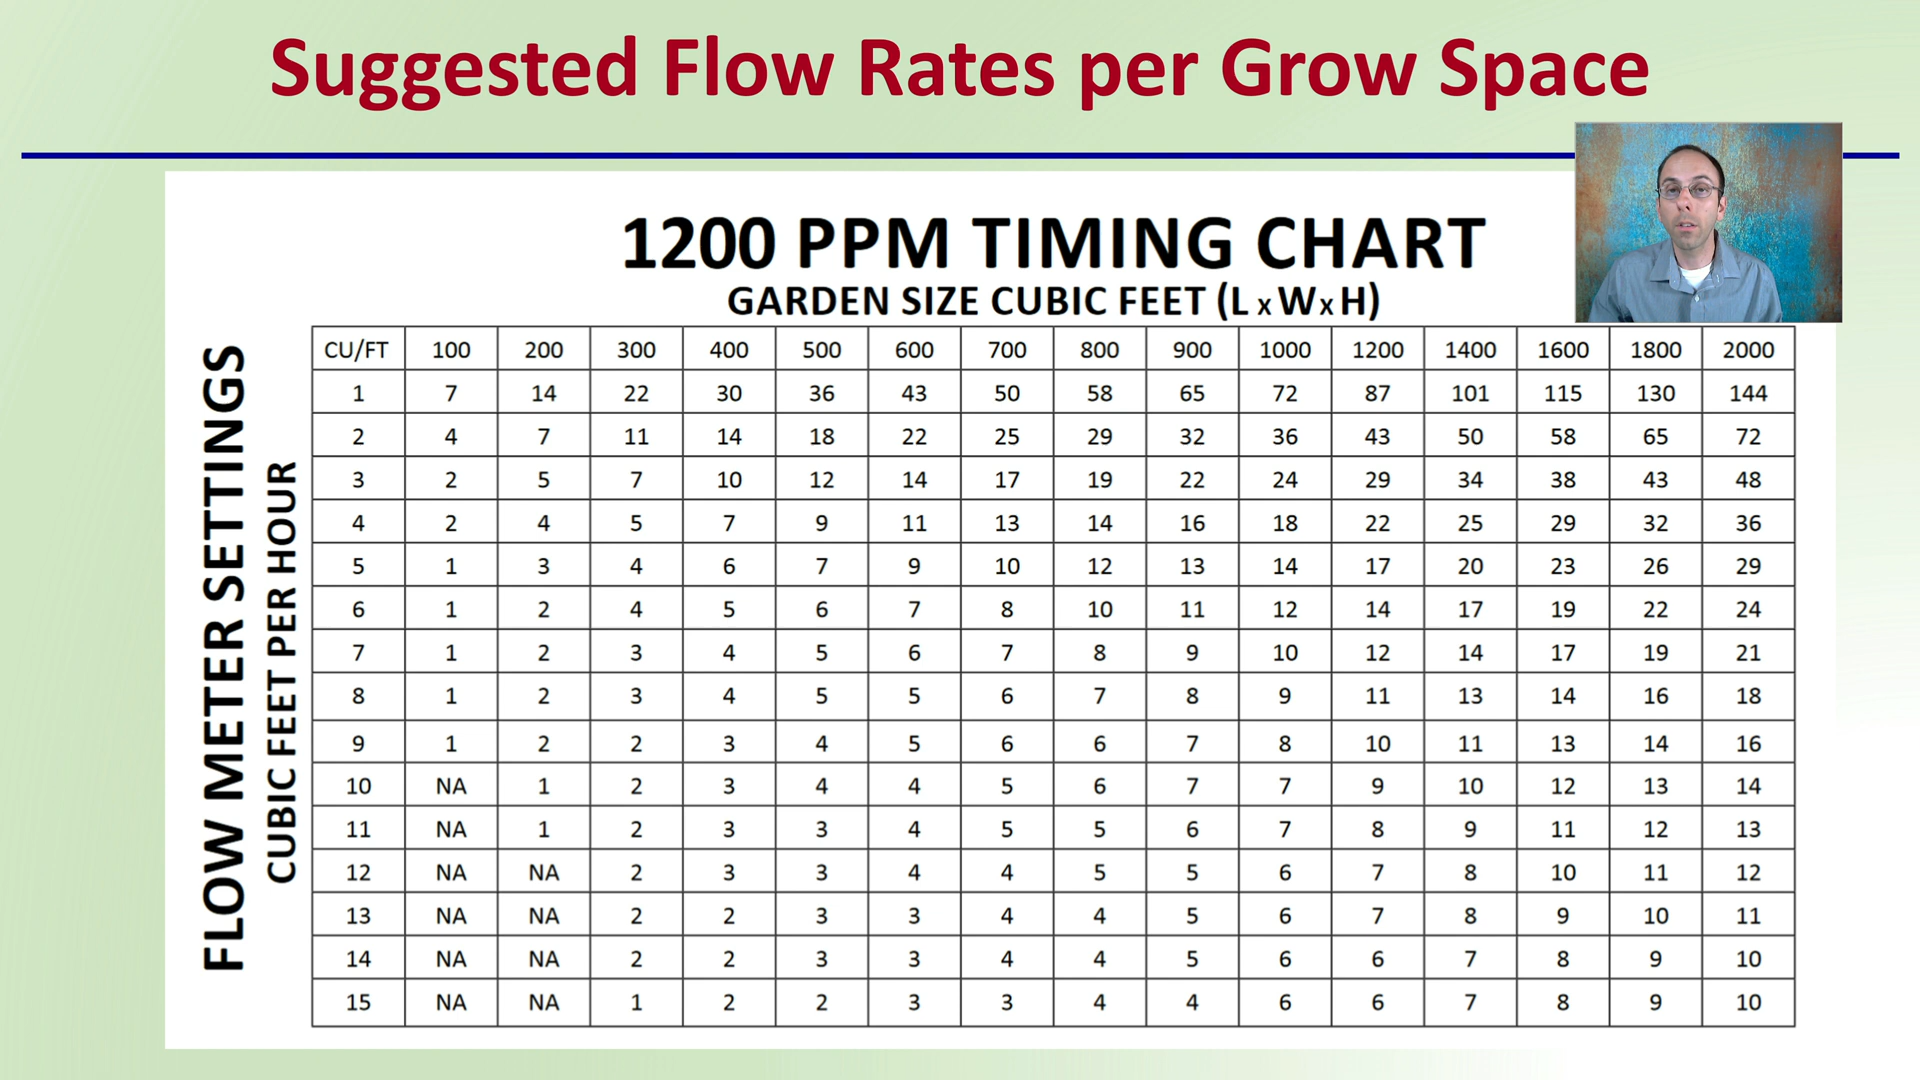 Suggested Flow Rates per Grow Space
1200 PPM TIMING CHART
GARDEN SIZE CUBIC FEET (L x W x H)
FLOW METER SETTINGS
CUBIC FEET PER HOUR
CU/FT 100 200 300 400 500 600 700 800 900 1000 1200 1400 1600 1800 2000
1 7 14 22 30 36 43 50 58 65 72 87 101 115 130 144
2 4 7 11 14 18 22 25 29 32 36 43 50 58 65 72
3 2 5 7 10 12 14 17 19 22 24 29 34 38 43 48
4 2 4 5 7 9 11 13 14 16 18 22 25 29 32 36
5 1 3 4 6 7 9 10 12 13 14 17 20 23 26 29
6 1 2 4 5 6 7 8 10 11 12 14 17 19 22 24
7 1 2 3 4 5 6 7 8 9 10 12 14 17 19 21
8 1 2 3 4 5 5 6 7 8 9 11 13 14 16 18
9 1 2 2 3 4 5 6 6 7 8 10 11 13 14 16
10 NA 1 2 3 4 4 5 6 7 7 9 10 12 13 14
11 NA 1 2 3 3 4 5 5 6 7 8 9 11 12 13
12 NA NA 2 3 3 4 4 5 5 6 7 8 10 11 12
13 NA NA 2 2 3 3 4 4 5 6 7 8 9 10 11
14 NA NA 2 2 3 3 4 4 5 6 6 7 8 9 10
15 NA NA 1 2 2 3 3 4 4 6 6 7 8 9 10